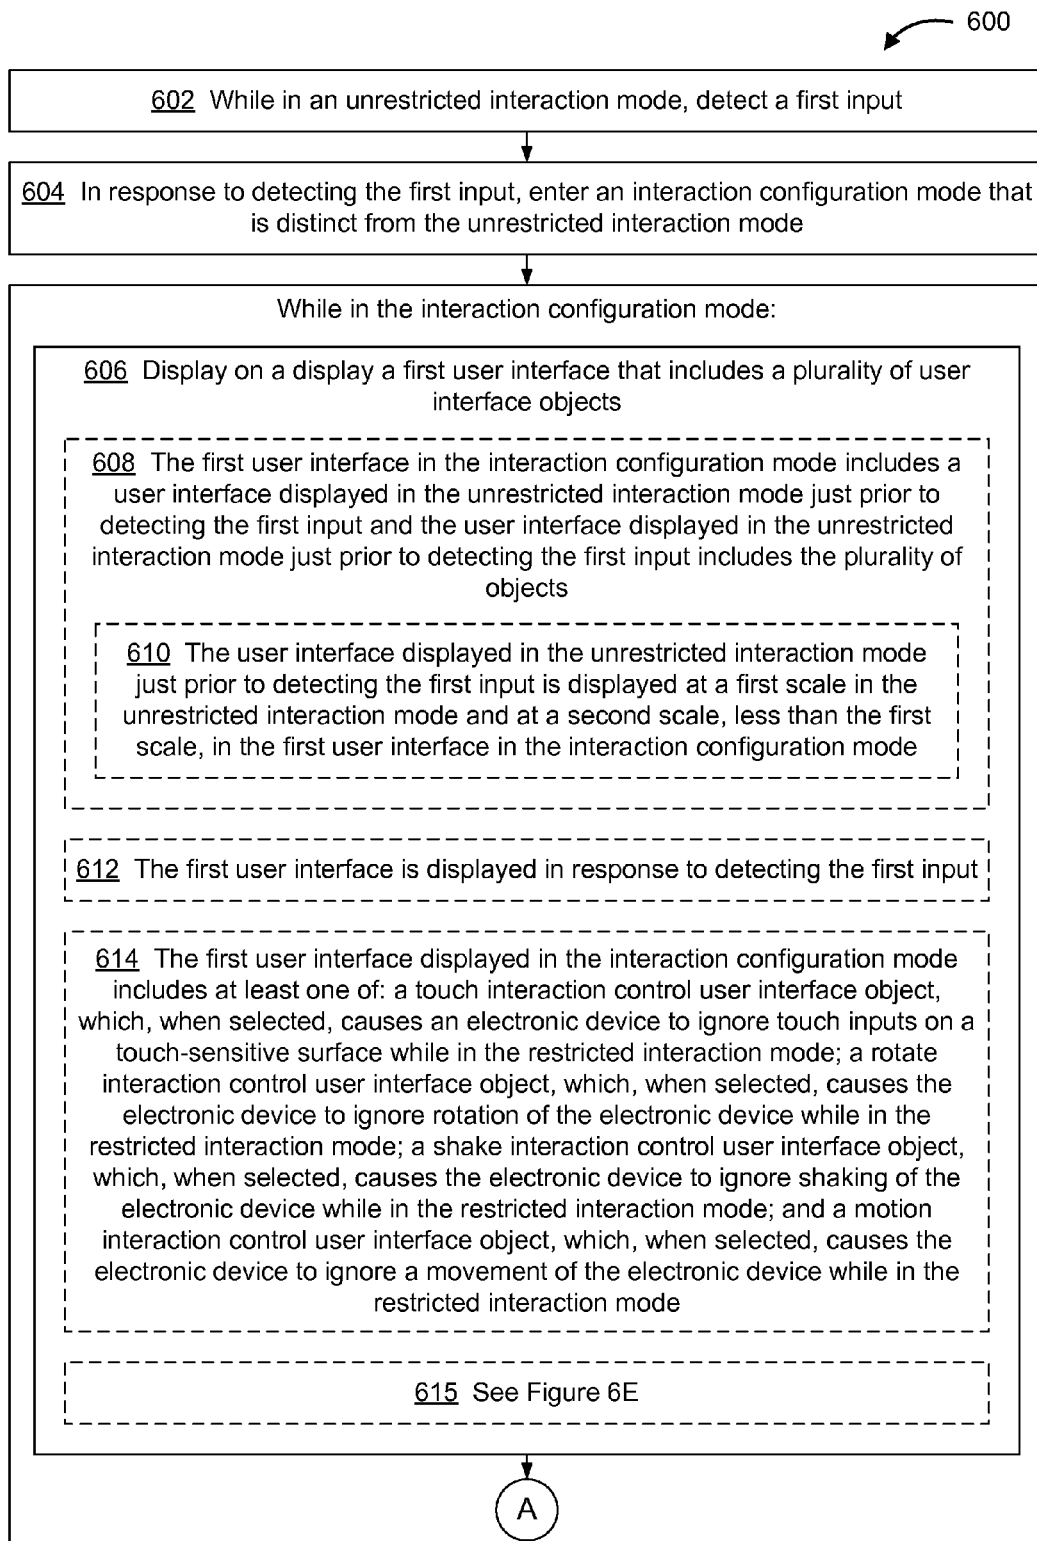 600
602 While in an unrestricted interaction mode, detect a first input
604 In response to detecting the first input, enter an interaction configuration mode that
is distinct from the unrestricted interaction mode
While in the interaction configuration mode:
606 Display on a display a first user interface that includes a plurality of user
interface objects
608 The first user interface in the interaction configuration mode includes a
user interface displayed in the unrestricted interaction mode just prior to
detecting the first input and the user interface displayed in the unrestricted
interaction mode just prior to detecting the first input includes the plurality of
objects
610 The user interface displayed in the unrestricted interaction mode
just prior to detecting the first input is displayed at a first scale in the
unrestricted interaction mode and at a second scale, less than the first
scale, in the first user interface in the interaction configuration mode
612 The first user interface is displayed in response to detecting the first input
614 The first user interface displayed in the interaction configuration mode
includes at least one of: a touch interaction control user interface object,
which, when selected, causes an electronic device to ignore touch inputs on a
touch-sensitive surface while in the restricted interaction mode; a rotate
interaction control user interface object, which, when selected, causes the
electronic device to ignore rotation of the electronic device while in the
restricted interaction mode; a shake interaction control user interface object,
which, when selected, causes the electronic device to ignore shaking of the
electronic device while in the restricted interaction mode; and a motion
interaction control user interface object, which, when selected, causes the
electronic device to ignore a movement of the electronic device while in the
restricted interaction mode
615 See Figure 6E
A